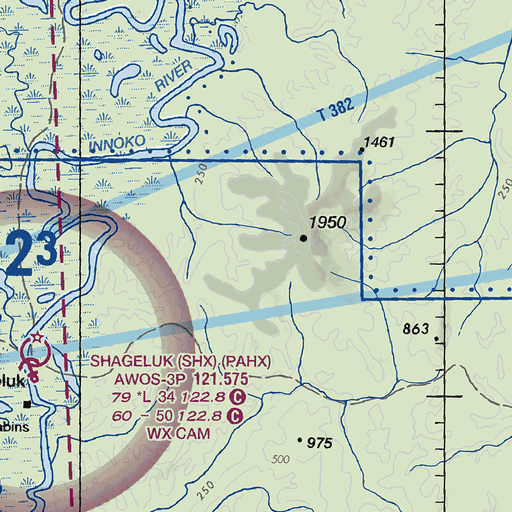 RIVER
T 382
INNOKO
1461
250
250
1950
2³
863
SHAGELUK (SHX) (PAHX)
AWOS-3P 121.575
79 *L 34 122.8 C
60 - 50 122.8 C
WX CAM
975
500
250